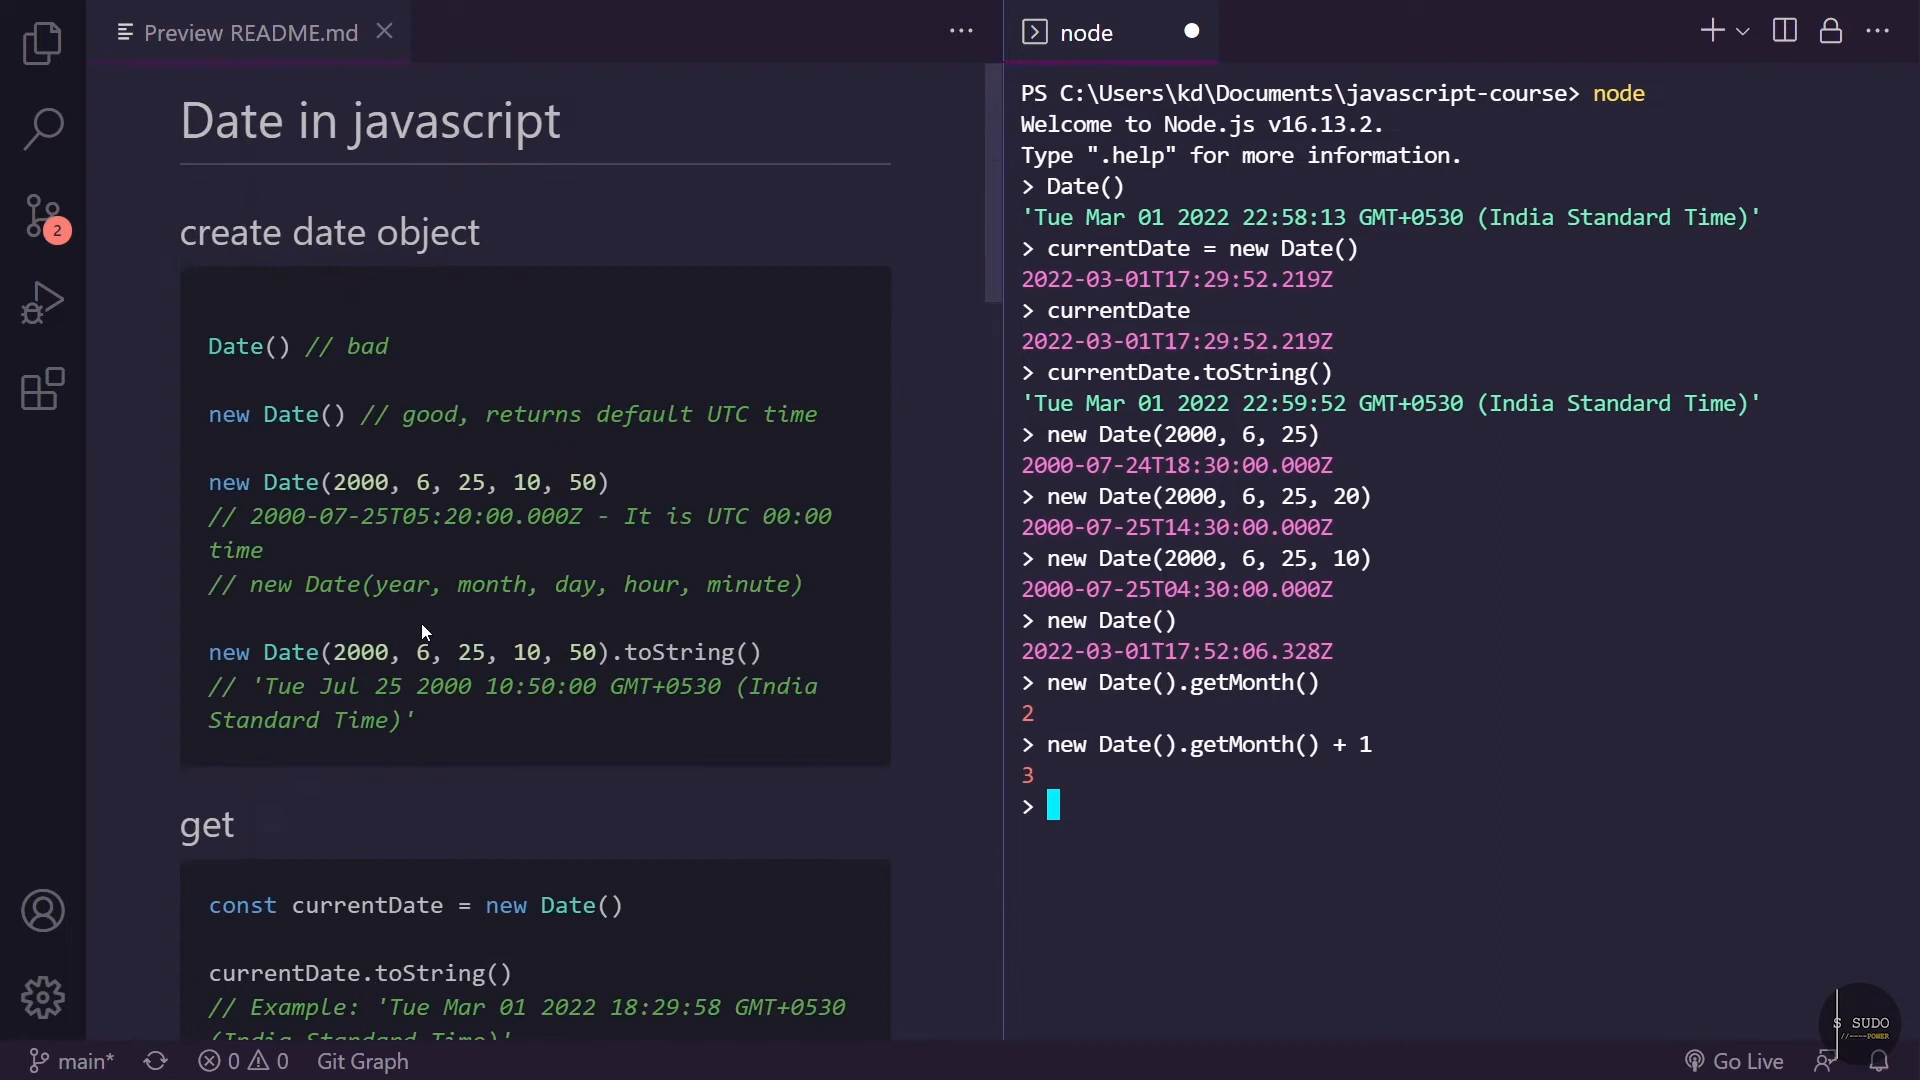 Preview README.md
Date in javascript
create date object
Date() // bad
new Date() // good, returns default UTC time
new Date(2000, 6, 25, 10, 50)
// 2000-07-25T05:20:00.000Z - It is UTC 00:00
time
// new Date(year, month, day, hour, minute)
new Date(2000, 6, 25, 10, 50).toString()
// 'Tue Jul 25 2000 10:50:00 GMT+0530 (India
Standard Time)'
get
const currentDate = new Date()
currentDate.toString()
// Example: 'Tue Mar 01 2022 18:29:58 GMT+0530
(India Standard Time)'
node
PS C:\Users\kd\Documents\javascript-course> node
Welcome to Node.js v16.13.2.
Type ".help" for more information.
> Date()
'Tue Mar 01 2022 22:58:13 GMT+0530 (India Standard Time)'
> currentDate = new Date()
2022-03-01T17:29:52.219Z
> currentDate
2022-03-01T17:29:52.219Z
> currentDate.toString()
'Tue Mar 01 2022 22:59:52 GMT+0530 (India Standard Time)'
> new Date(2000, 6, 25)
2000-07-24T18:30:00.000Z
> new Date(2000, 6, 25, 20)
2000-07-25T14:30:00.000Z
> new Date(2000, 6, 25, 10)
2000-07-25T04:30:00.000Z
> new Date()
2022-03-01T17:52:06.328Z
> new Date().getMonth()
2
> new Date().getMonth() + 1
3
>
2
main* 0 0 Git Graph
Go Live
S SUDO
//----POWER